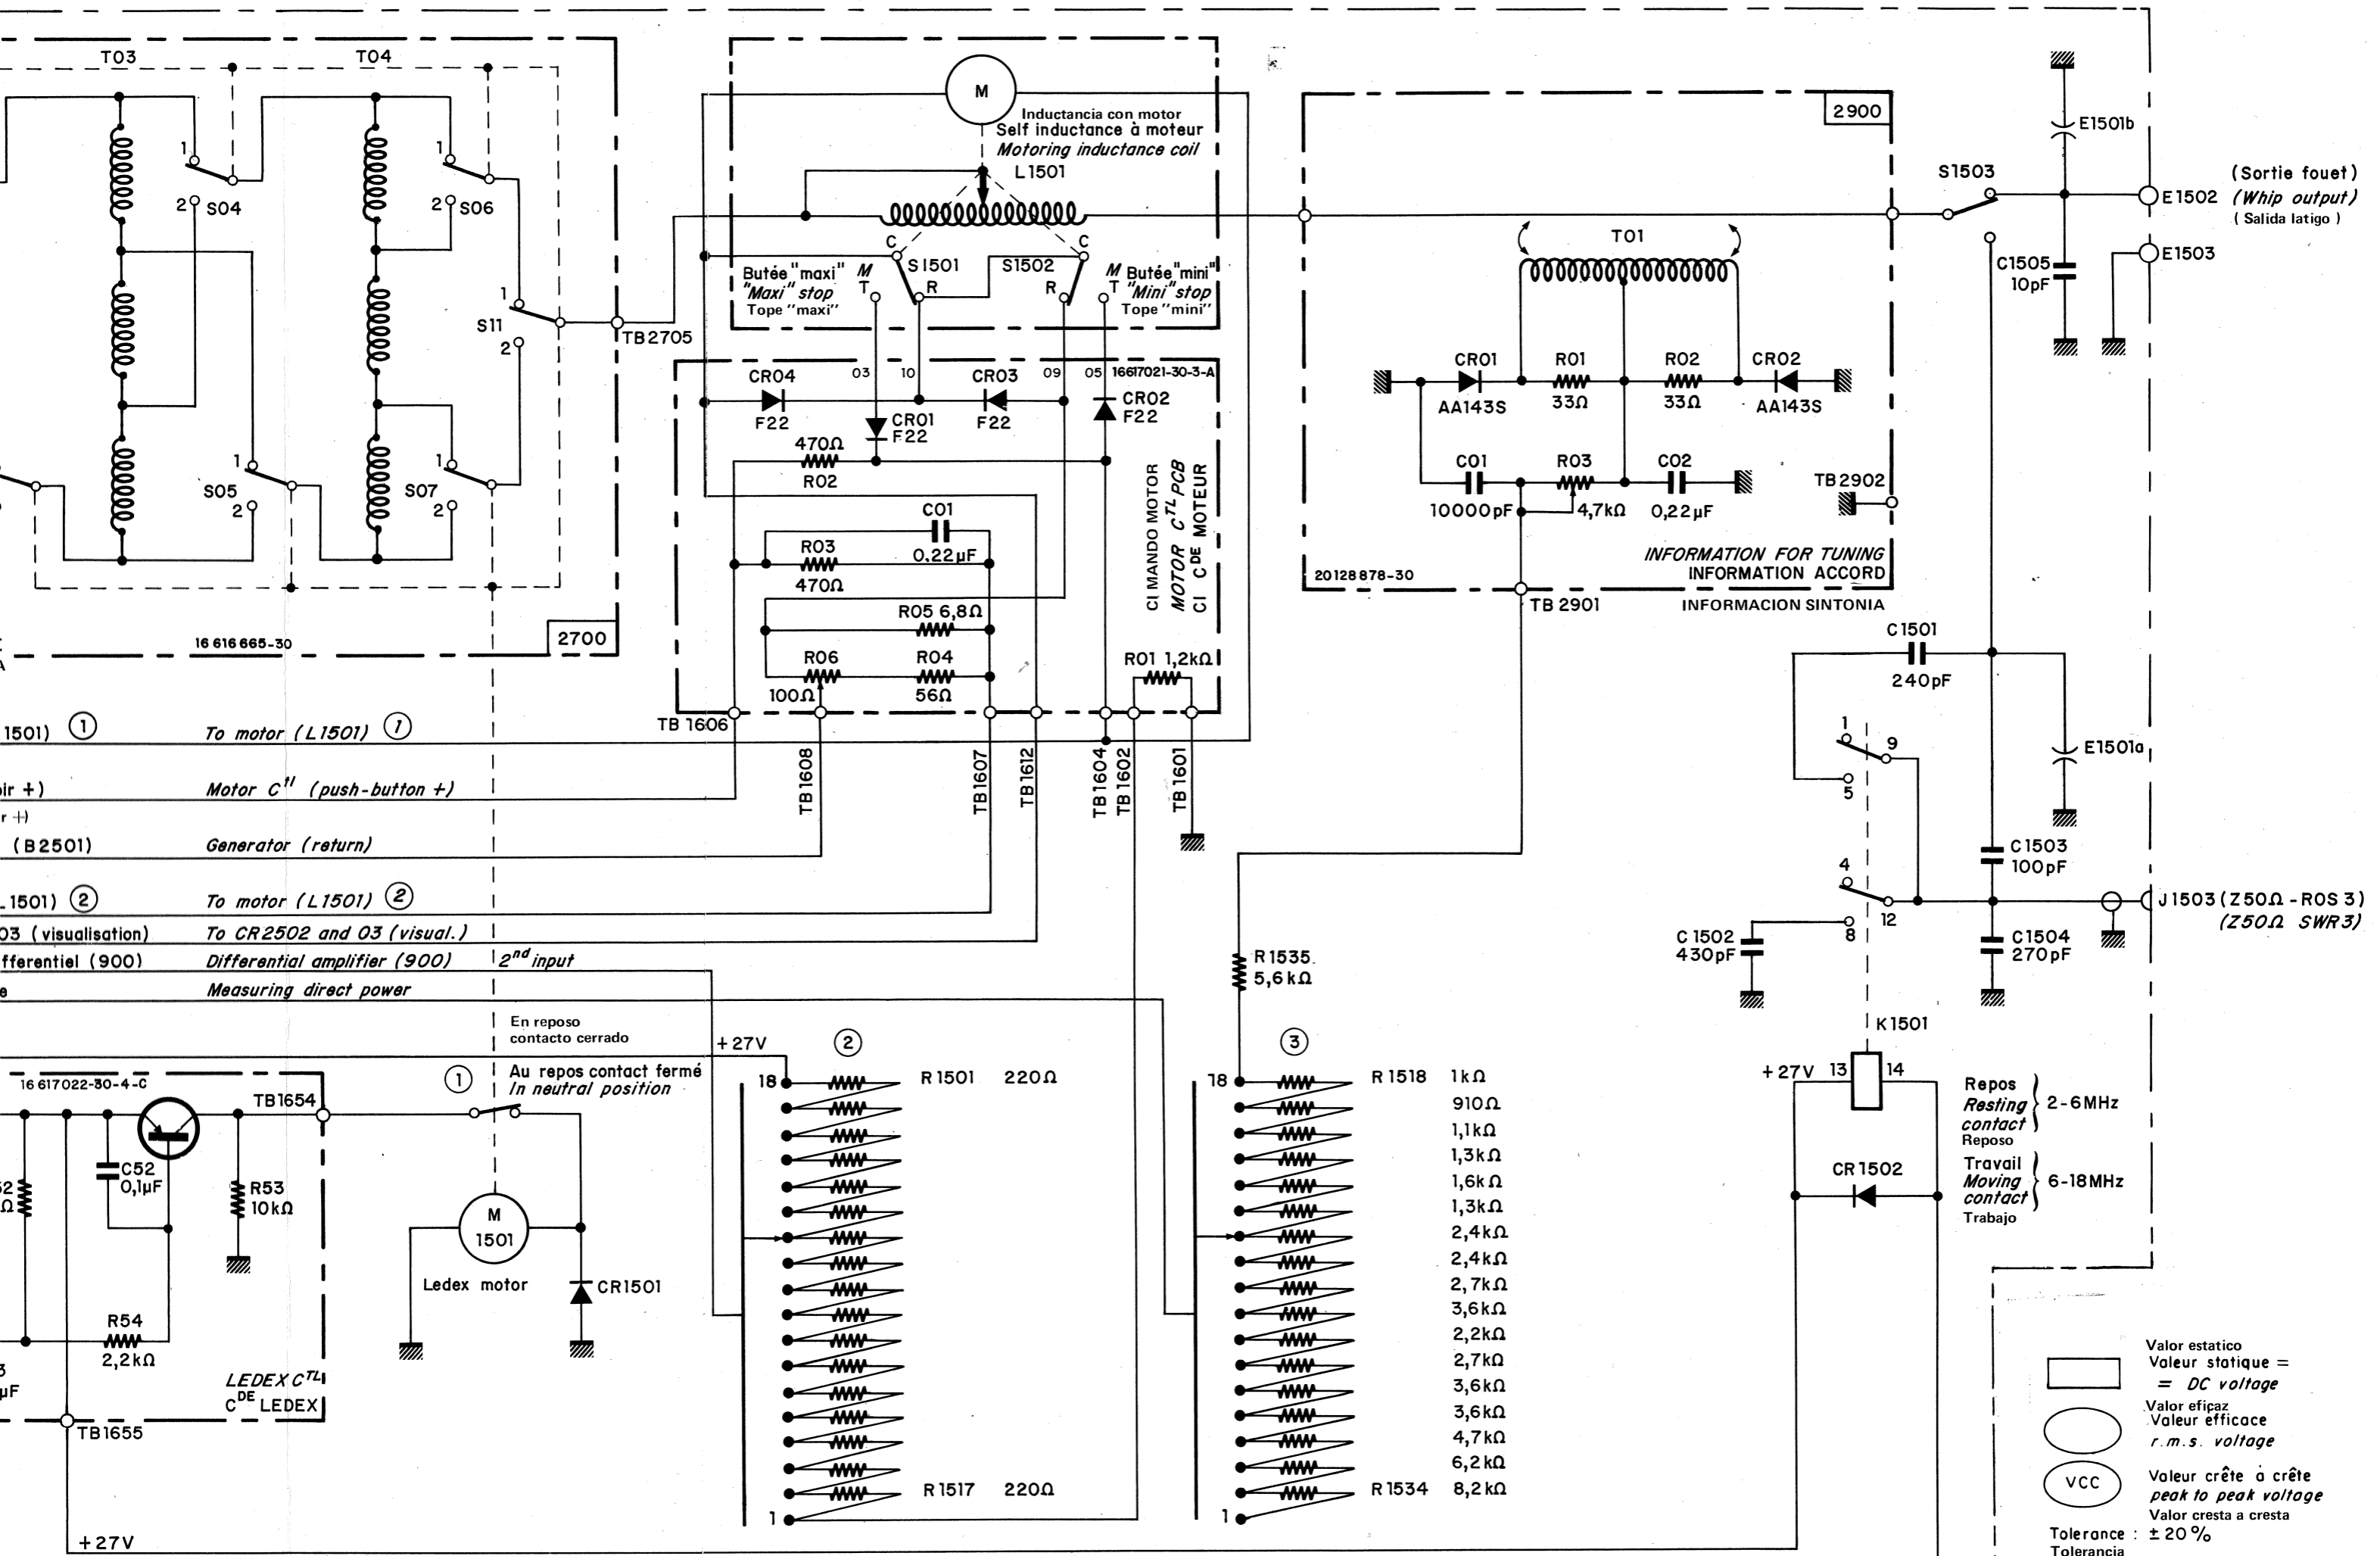 T03
T04
1
2
S04
1
2
S06
1
S11
2
TB2705
1
S05
2
1
S07
2
16 616 665-30
2700
M
Inductancia con motor
Self inductance à moteur
Motoring inductance coil
L1501
C
S1501
S1502
C
Butée "maxi"
"Maxi" stop
Tope "maxi"
M
T
R
R
M
T
Butée "mini"
"Mini" stop
Tope "mini"
03
10
09
05
16617021-30-3-A
CR04
F22
CR01
F22
CR03
F22
CR02
F22
470Ω
R02
C01
0,22µF
R03
470Ω
R05 6,8Ω
R06
100Ω
R04
56Ω
R01 1,2kΩ
CI MANDO MOTOR
MOTOR CTL PCB
CI CDE MOTEUR
TB 1606
TB1608
TB1607
TB1612
TB1604
TB1602
TB1601
2900
T01
CR01
AA143S
R01
33Ω
R02
33Ω
CR02
AA143S
C01
10000pF
R03
4,7kΩ
C02
0,22µF
TB2902
INFORMATION FOR TUNING
INFORMATION ACCORD
20128878-30
INFORMACION SINTONIA
TB 2901
S1503
E1501b
(Sortie fouet)
E1502 (Whip output)
(Salida latigo)
E1503
C1505
10pF
C1501
240pF
1
9
5
E1501a
C1503
100pF
4
12
8
C1502
430pF
C1504
270pF
J1503 (Z50Ω-ROS 3)
(Z50Ω SWR3)
K1501
+27V 13
14
Repos
Resting
contact
Reposo
2-6MHz
Travail
Moving
contact
Trabajo
6-18MHz
CR1502
1501) ①
To motor (L1501) ①
ir +)
Motor Ctl (push-button +)
r +)
(B2501)
Generator (return)
L1501) ②
To motor (L1501) ②
03 (visualisation)
To CR2502 and 03 (visual.)
fferentiel (900)
Differential amplifier (900) 2nd input
e
Measuring direct power
En reposo
contacto cerrado
①
Au repos contact fermé
In neutral position
+27V
16 617022-30-4-C
TB1654
C52
0,1µF
R53
10kΩ
R54
2,2kΩ
LEDEX CTL
CDE LEDEX
TB1655
M
1501
Ledex motor
CR1501
+27V
②
18
R1501 220Ω
R1517 220Ω
1
R1535
5,6kΩ
③
18
R1518 1kΩ
910Ω
1,1kΩ
1,3kΩ
1,6kΩ
1,3kΩ
2,4kΩ
2,4kΩ
2,7kΩ
3,6kΩ
2,2kΩ
2,7kΩ
3,6kΩ
3,6kΩ
4,7kΩ
6,2kΩ
R1534 8,2kΩ
1
Valor estatico
Valeur statique =
= DC voltage
Valor eficaz
Valeur efficace
r.m.s. voltage
VCC
Valeur crête à crête
peak to peak voltage
Valor cresta a cresta
Tolerance : ±20%
Tolerancia